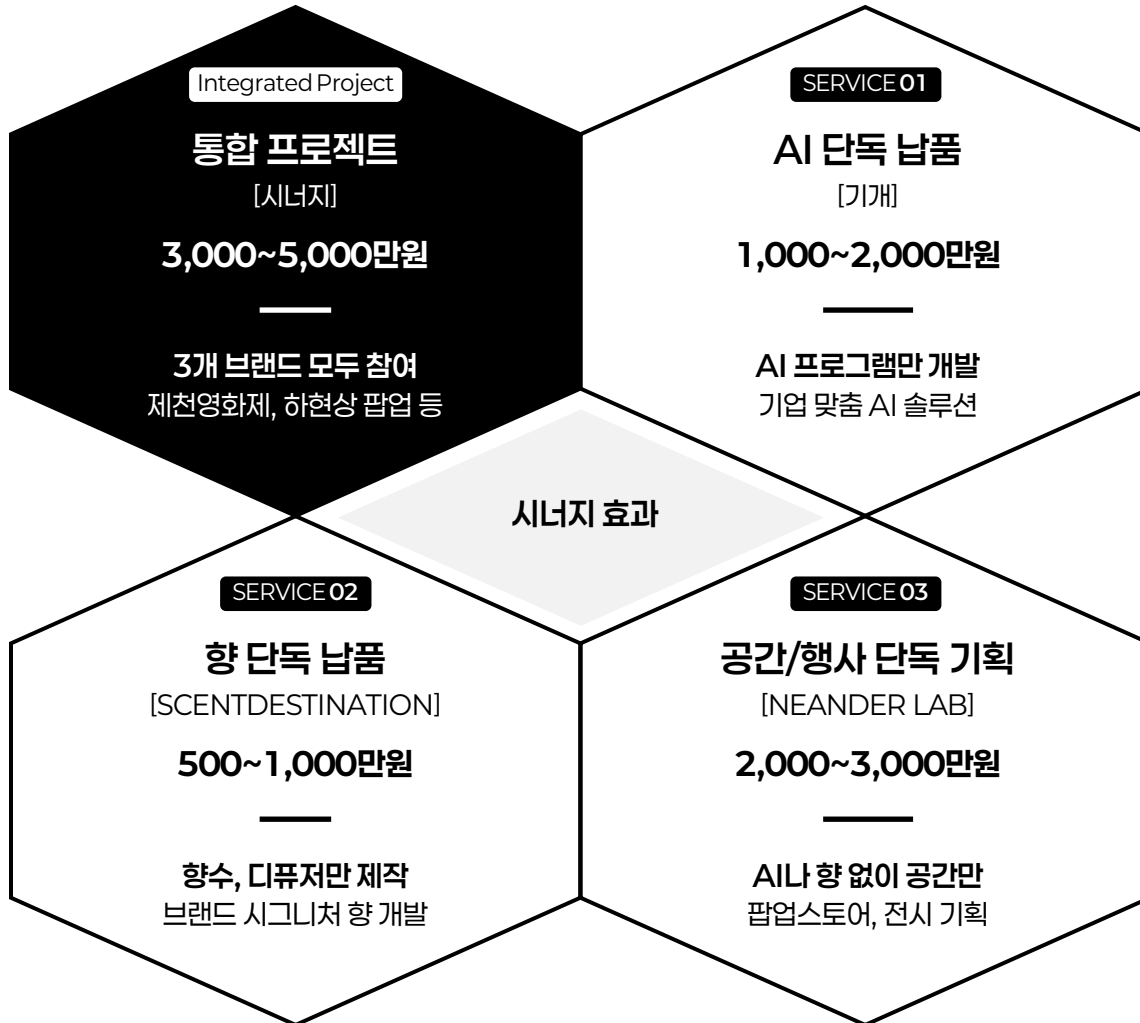 Integrated Project
통합 프로젝트
[시너지]
3,000~5,000만원
3개 브랜드 모두 참여
제천영화제, 하현상 팝업 등
SERVICE 01
AI 단독 납품
[기개]
1,000~2,000만원
AI 프로그램만 개발
기업 맞춤 AI 솔루션
시너지 효과
SERVICE 02
향 단독 납품
[SCENTDESTINATION]
500~1,000만원
향수, 디퓨저만 제작
브랜드 시그니처 향 개발
SERVICE 03
공간/행사 단독 기획
[NEANDER LAB]
2,000~3,000만원
AI나 향 없이 공간만
팝업스토어, 전시 기획